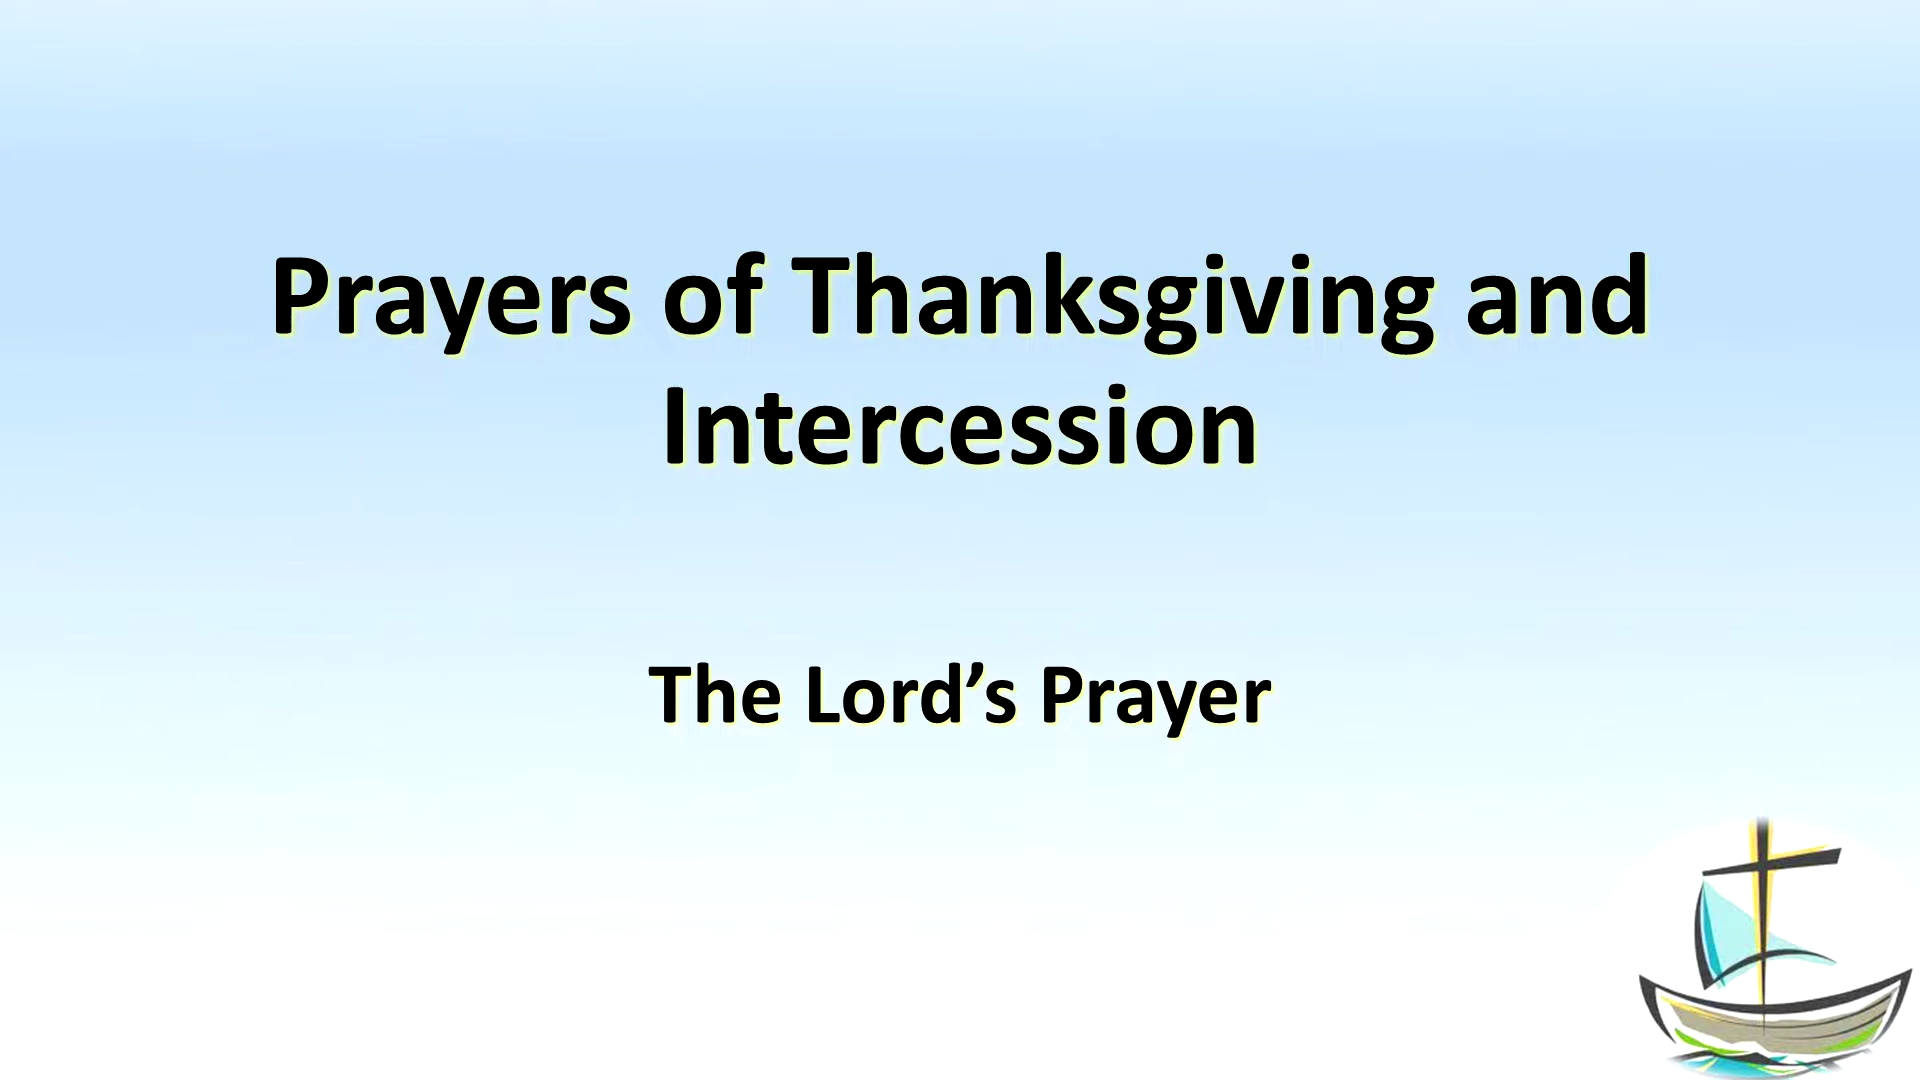 Prayers of Thanksgiving and
Intercession
The Lord’s Prayer